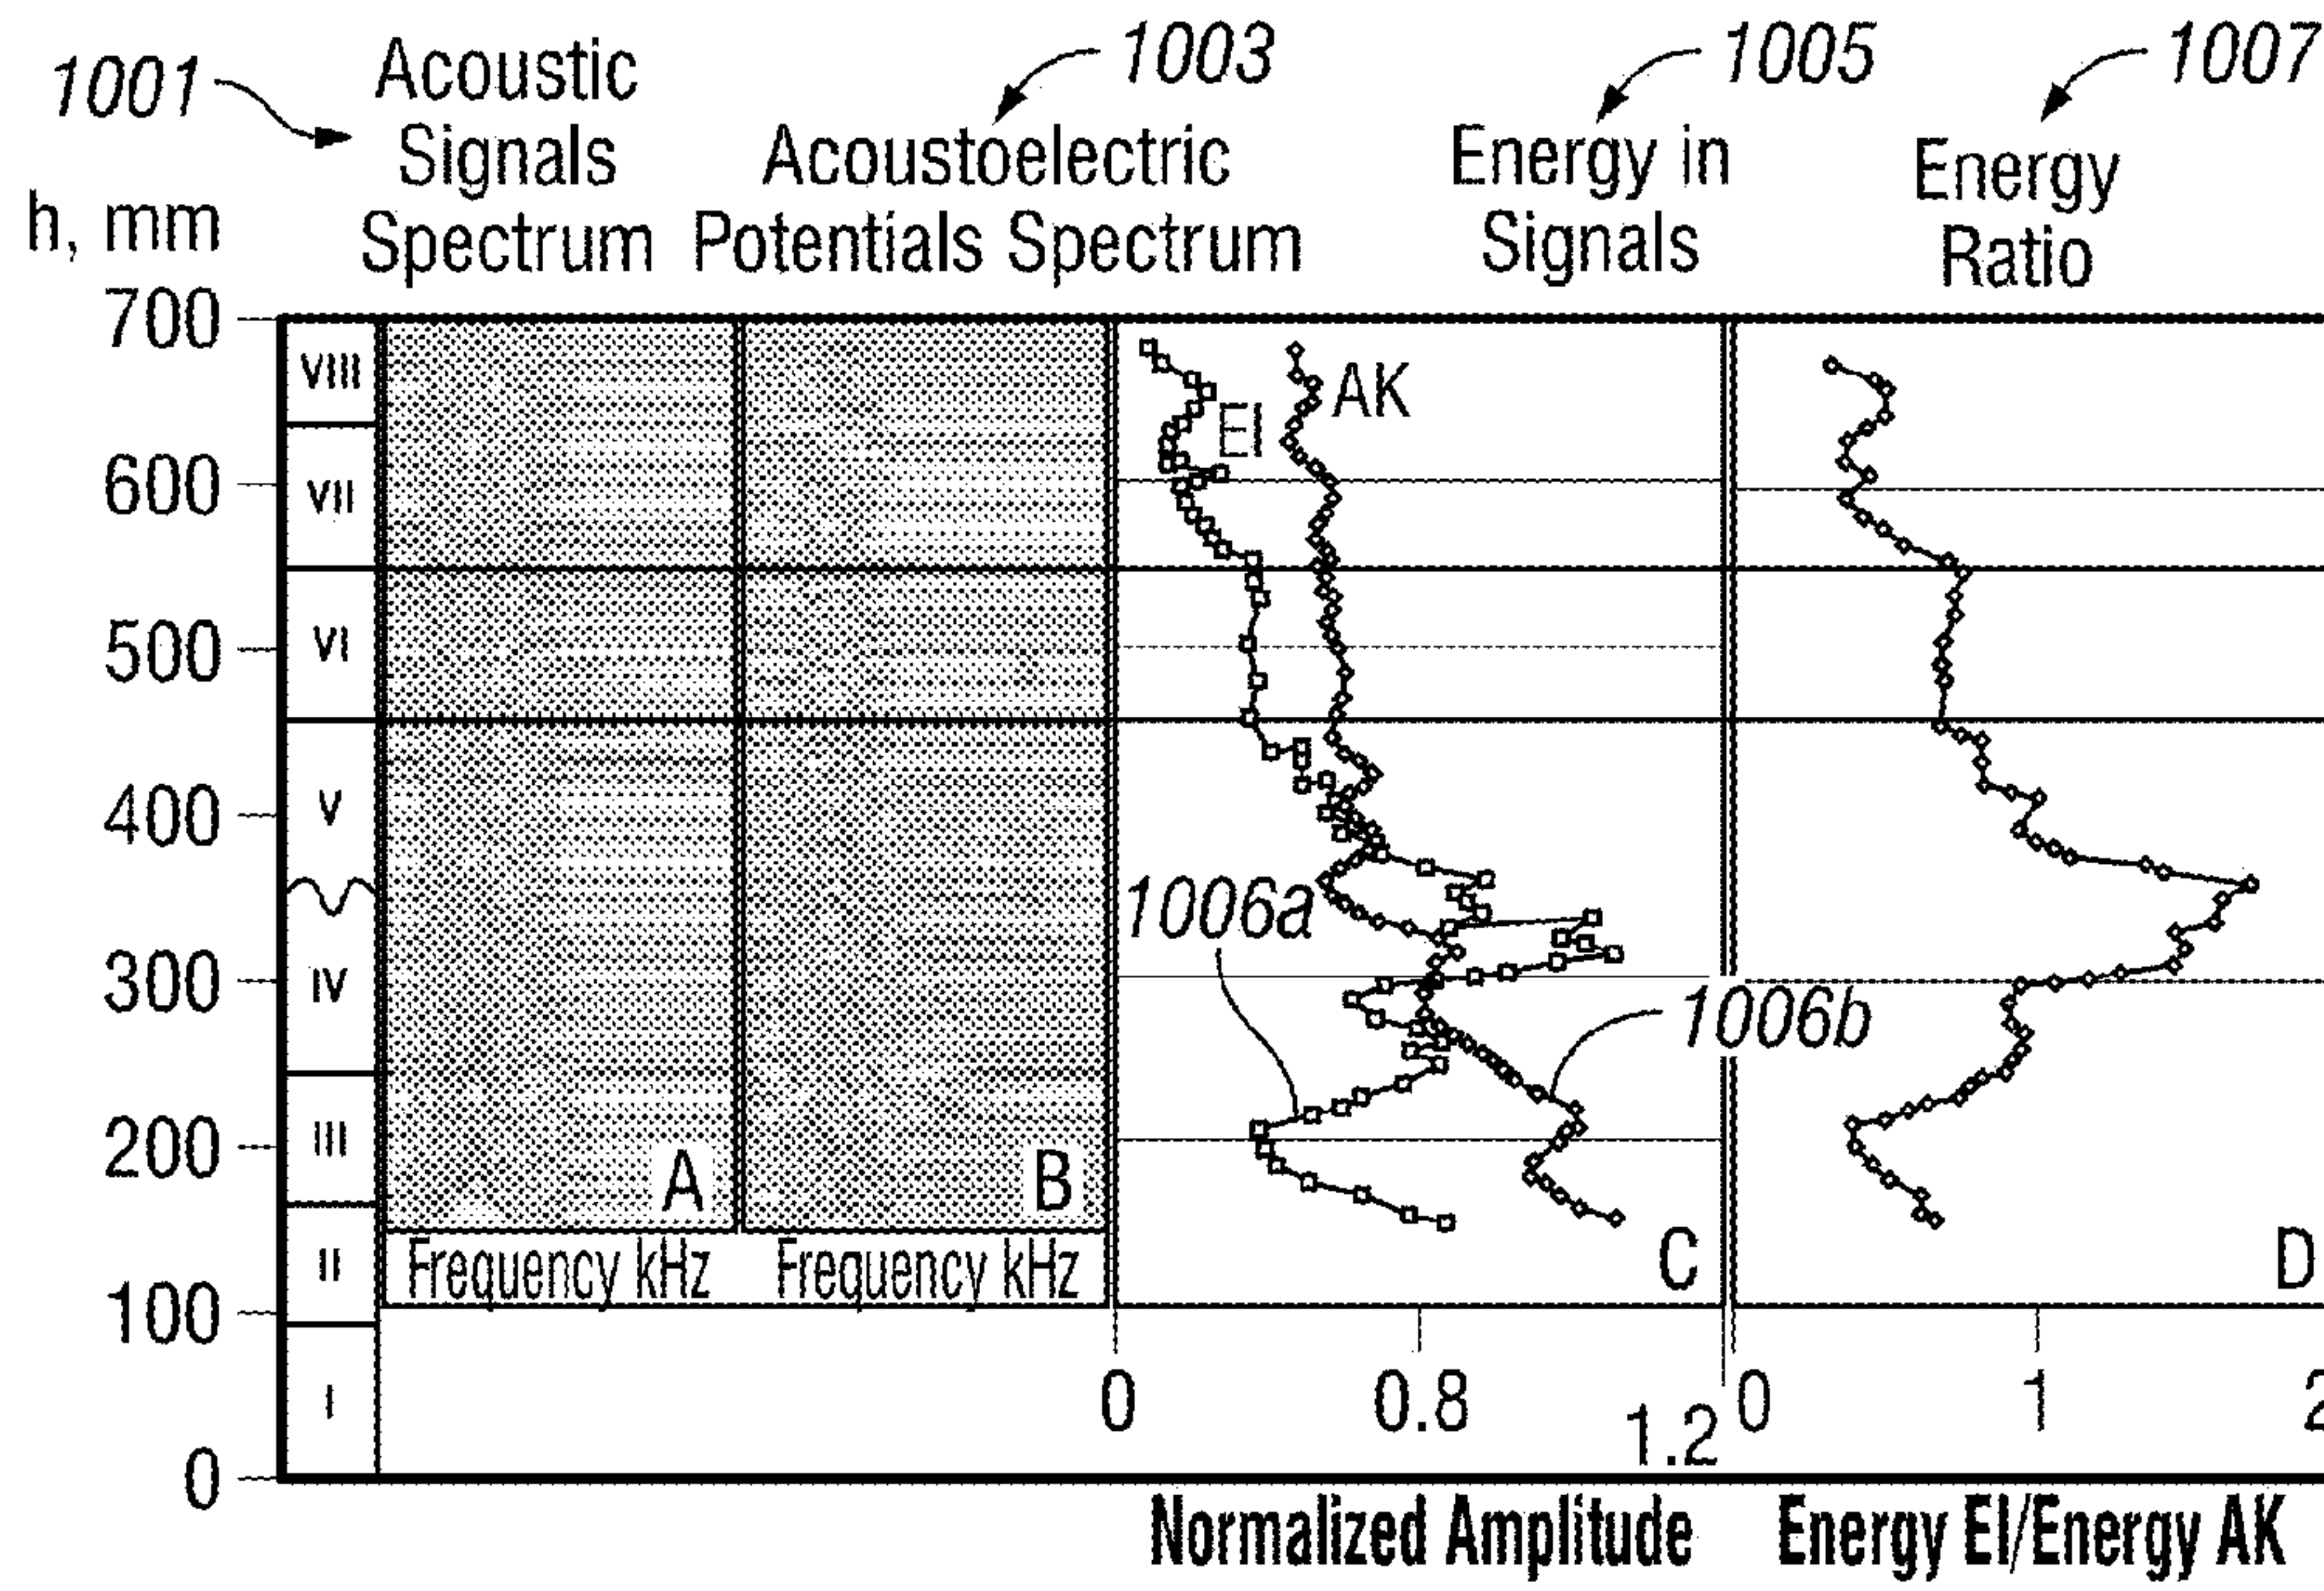 1001
Acoustic
Signals
Spectrum
1003
Acoustoelectric
Potentials Spectrum
1005
Energy in
Signals
1007
Energy
Ratio
h, mm
700
600
500
400
300
200
100
0
VIII
VII
VI
V
IV
III
II
I
A
Frequency kHz
B
Frequency kHz
EI
AK
1006a
1006b
C
D
0
0.8
1.2
0
1
2
Normalized Amplitude
Energy EI/Energy AK